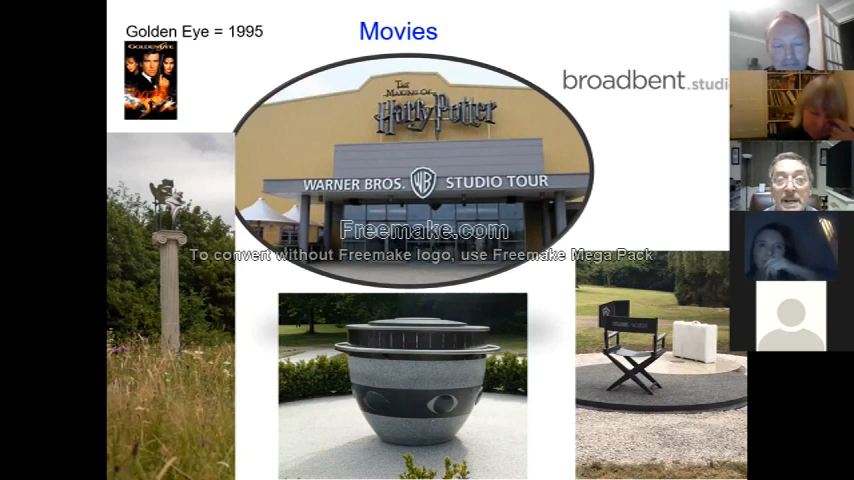 Golden Eye = 1995
Movies
GOLDENEYE
broadbent.studi
The
Making Of
Harry Potter
WARNER BROS. WB STUDIO TOUR
Freemake.com
To convert without Freemake logo, use Freemake Mega Pack